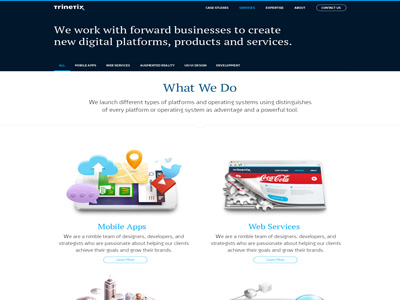 Trinetix
CASE STUDIES SERVICES EXPERTISE ABOUT CONTACT US
We work with forward businesses to create
new digital platforms, products and services.
ALL MOBILE APPS WEB SERVICES AUGMENTED REALITY UX/UI DESIGN DEVELOPMENT
What We Do
We launch different types of platforms and operating systems using distinguishes
of every platform or operating system as adventage and a powerful tool.
Coca-Cola
Mobile Apps
We are a nimble team of designers, developers, and
strategists who are passionate about helping our clients
achieve their goals and grow their brands.
Learn More
Web Services
We are a nimble team of designers, developers, and
strategists who are passionate about helping our clients
achieve their goals and grow their brands.
Learn More